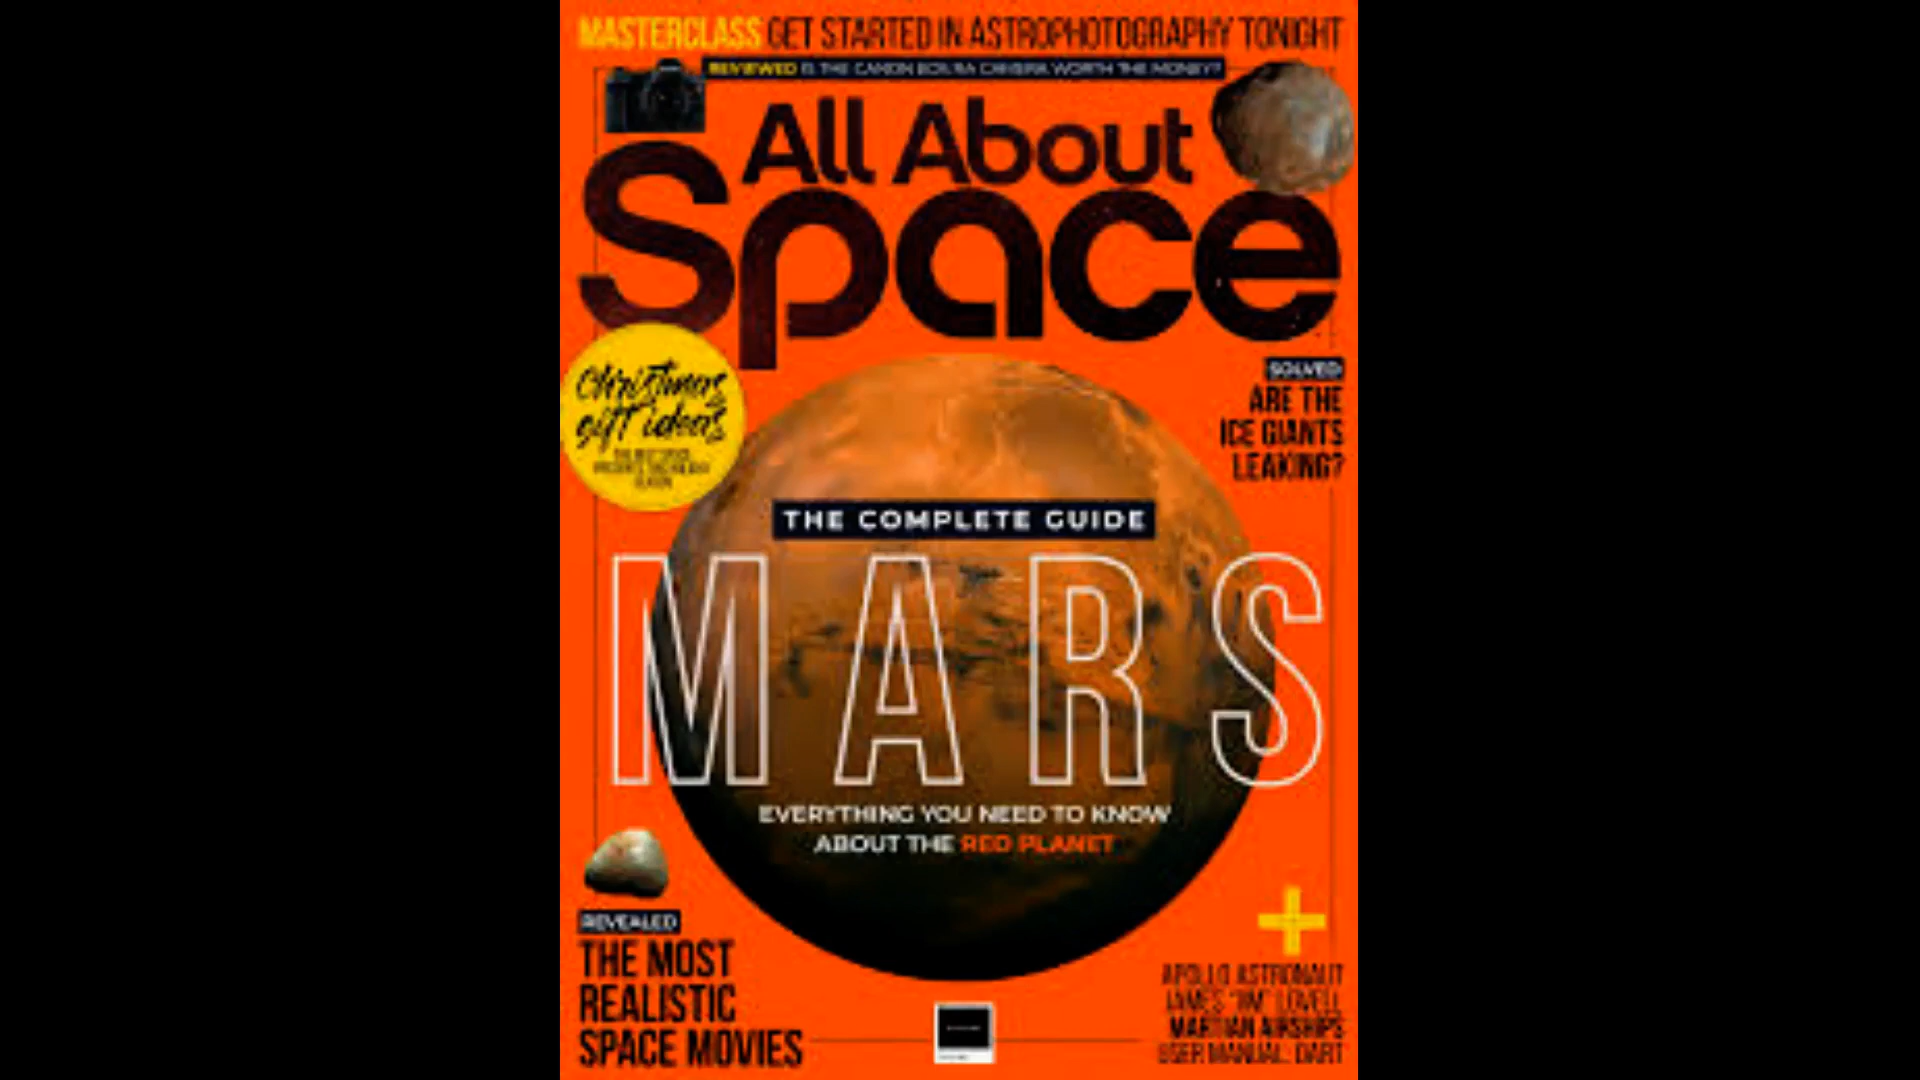 MASTERCLASS GET STARTED IN ASTROPHOTOGRAPHY TONIGHT
REVIEWED IS THE CANON EOS RA CAMERA WORTH THE MONEY?
All About
Space
Christmas
gift ideas
SOLVED
ARE THE
ICE GIANTS
LEAKING?
THE COMPLETE GUIDE
MARS
EVERYTHING YOU NEED TO KNOW
ABOUT THE RED PLANET
REVEALED
THE MOST
REALISTIC
SPACE MOVIES
+
APOLLO ASTRONAUT
JAMES "JIM" LOVELL
MARTIAN AIRSHIPS
USER MANUAL: DART